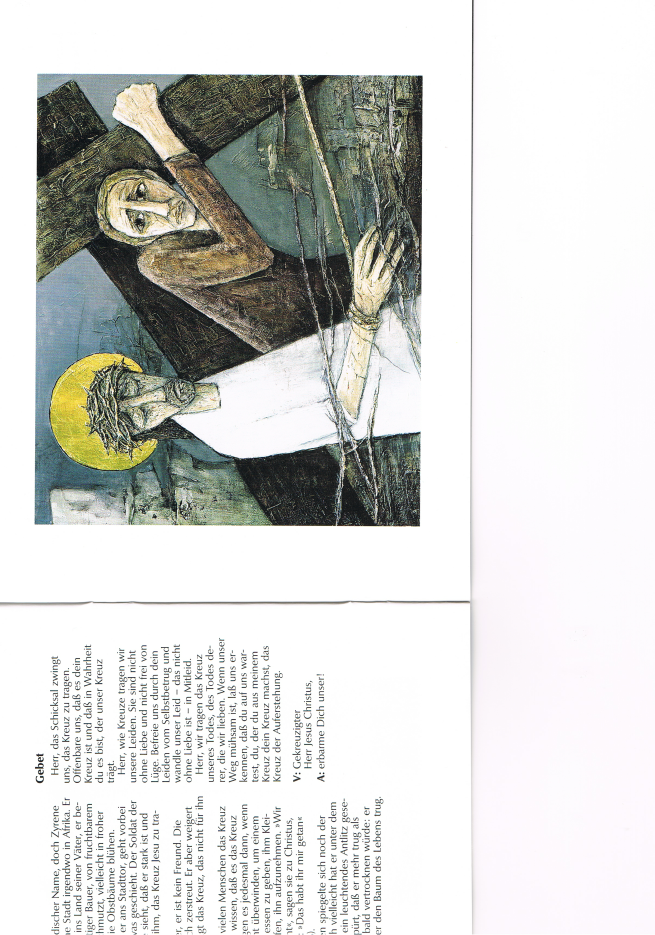 discher Name, doch Zyrene
e Stadt irgendwo in Afrika. Er
ins Land seiner Väter, er be-
tiger Bauer, von fruchtbarem
hmutzt, vielleicht in froher
ie Obstbäume blühen.
er ans Stadttor, geht vorbei
vas geschieht. Der Soldat der
sieht, daß er stark ist und
ihm, das Kreuz Jesu zu tra-
r, er ist kein Freund. Die
h zerstreut. Er aber weigert
gt das Kreuz, das nicht für ihn
vielen Menschen das Kreuz
wissen, daß es das Kreuz
gen es jedesmal dann, wenn
nt überwinden, um einem
essen zu geben, ihm Klei-
len, ihn aufzunehmen. »Wir
nt«, sagen sie zu Christus,
»Das habt ihr mir getan«
).
en spiegelte sich noch der
h vielleicht hat er unter dem
ein leuchtendes Antlitz gese-
pürt, daß er mehr trug als
bald vertrocknen würde: er
er den Baum des Lebens trug.
Gebet
Herr, das Schicksal zwingt
uns, das Kreuz zu tragen.
Offenbare uns, daß es dein
Kreuz ist und daß in Wahrheit
du es bist, der unser Kreuz
trägt.
Herr, wie Kreuze tragen wir
unsere Leiden. Sie sind nicht
ohne Liebe und nicht frei von
Lüge. Befreie uns durch dein
Leiden vom Selbstbetrug und
wandle unser Leid – das nicht
ohne Liebe ist – in Mitleid.
Herr, wir tragen das Kreuz
unseres Todes, des Todes de-
rer, die wir lieben. Wenn unser
Weg mühsam ist, laß uns er-
kennen, daß du auf uns war-
test, du, der du aus meinem
Kreuz dein Kreuz machst, das
Kreuz der Auferstehung.
V: Gekreuzigter
Herr Jesus Christus,
A: erbarme Dich unser!